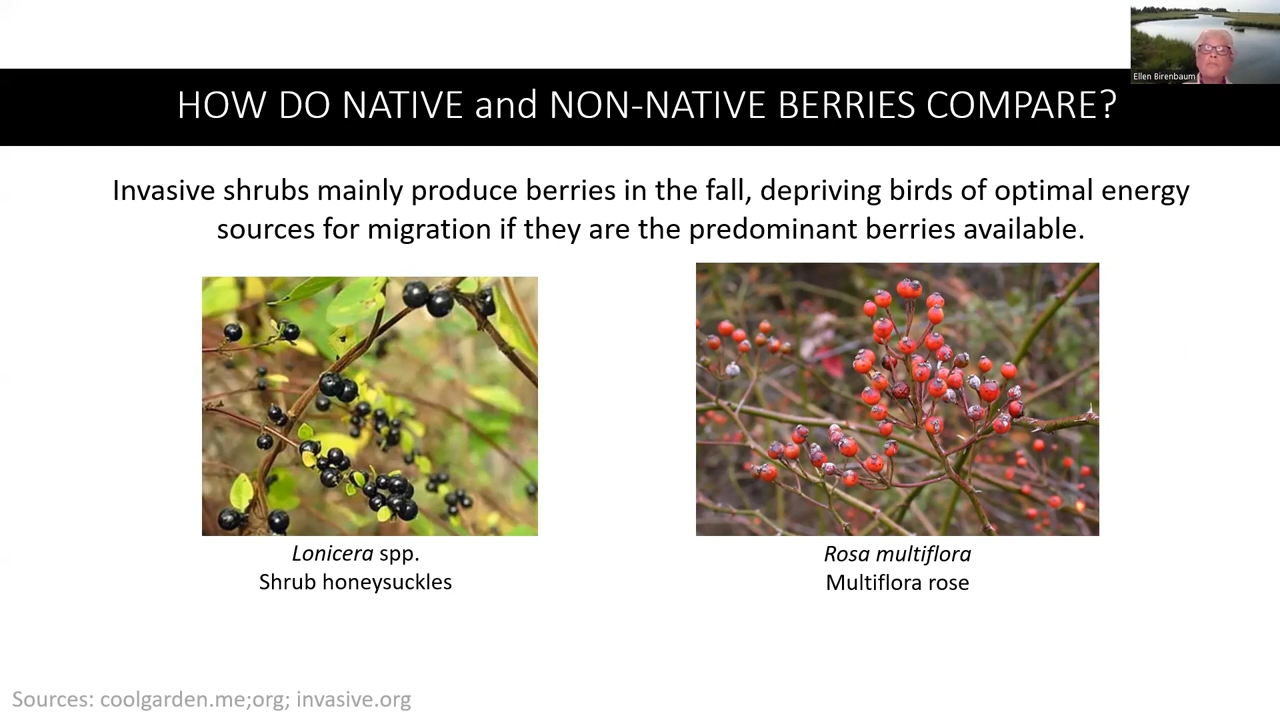 Ellen Birenbaum
HOW DO NATIVE and NON-NATIVE BERRIES COMPARE?
Invasive shrubs mainly produce berries in the fall, depriving birds of optimal energy
sources for migration if they are the predominant berries available.
Lonicera spp.
Shrub honeysuckles
Rosa multiflora
Multiflora rose
Sources: coolgarden.me;org; invasive.org